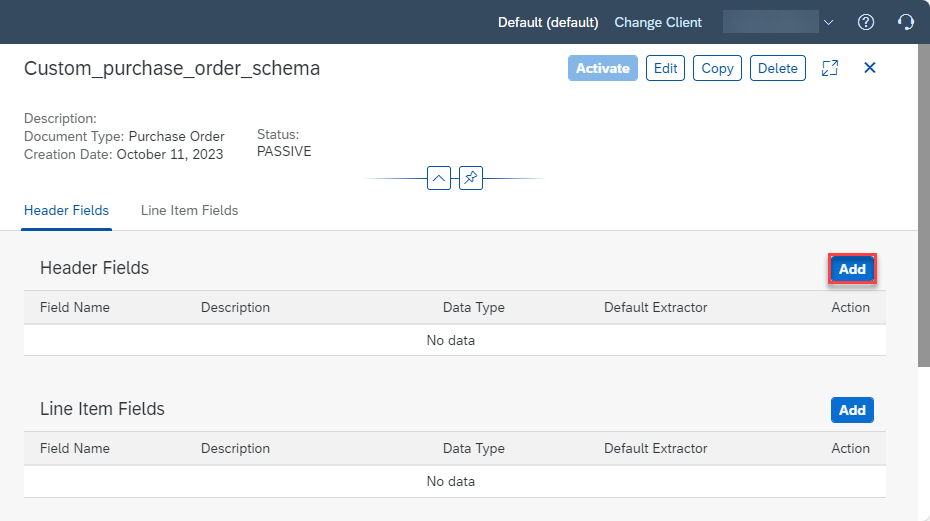 Default (default) Change Client
Custom_purchase_order_schema
Activate Edit Copy Delete
Description:
Document Type: Purchase Order
Creation Date: October 11, 2023
Status:
PASSIVE
Header Fields Line Item Fields
Header Fields Add
Field Name Description Data Type Default Extractor Action
No data
Line Item Fields Add
Field Name Description Data Type Default Extractor Action
No data